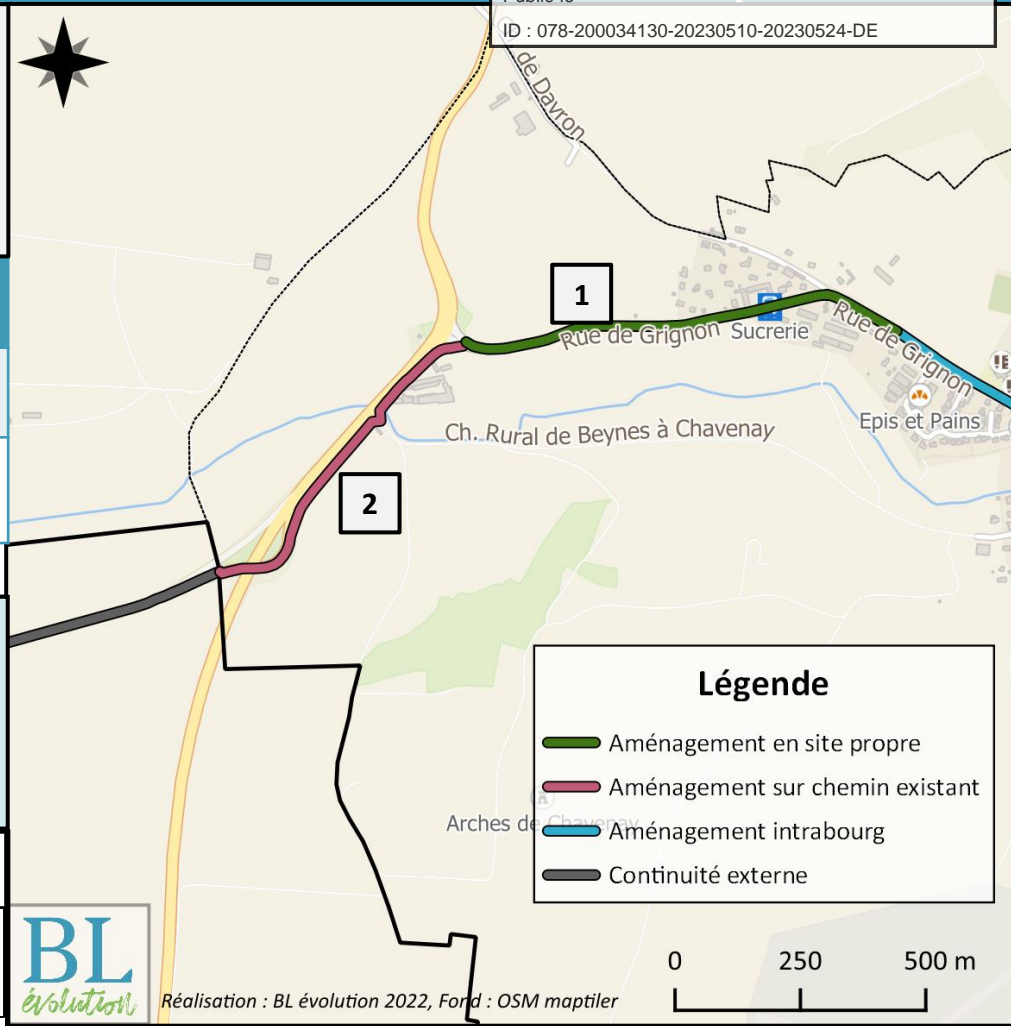 ID : 078-200034130-20230510-20230524-DE
de Davron
1
Rue de Grignon
Sucrerie
Rue de Grignon
Epis et Pains
Ch. Rural de Beynes à Chavenay
2
Légende
Aménagement en site propre
Aménagement sur chemin existant
Arches de Chavenay
Aménagement intrabourg
Continuité externe
BL
évolution
Réalisation : BL évolution 2022, Fond : OSM maptiler
0 250 500 m